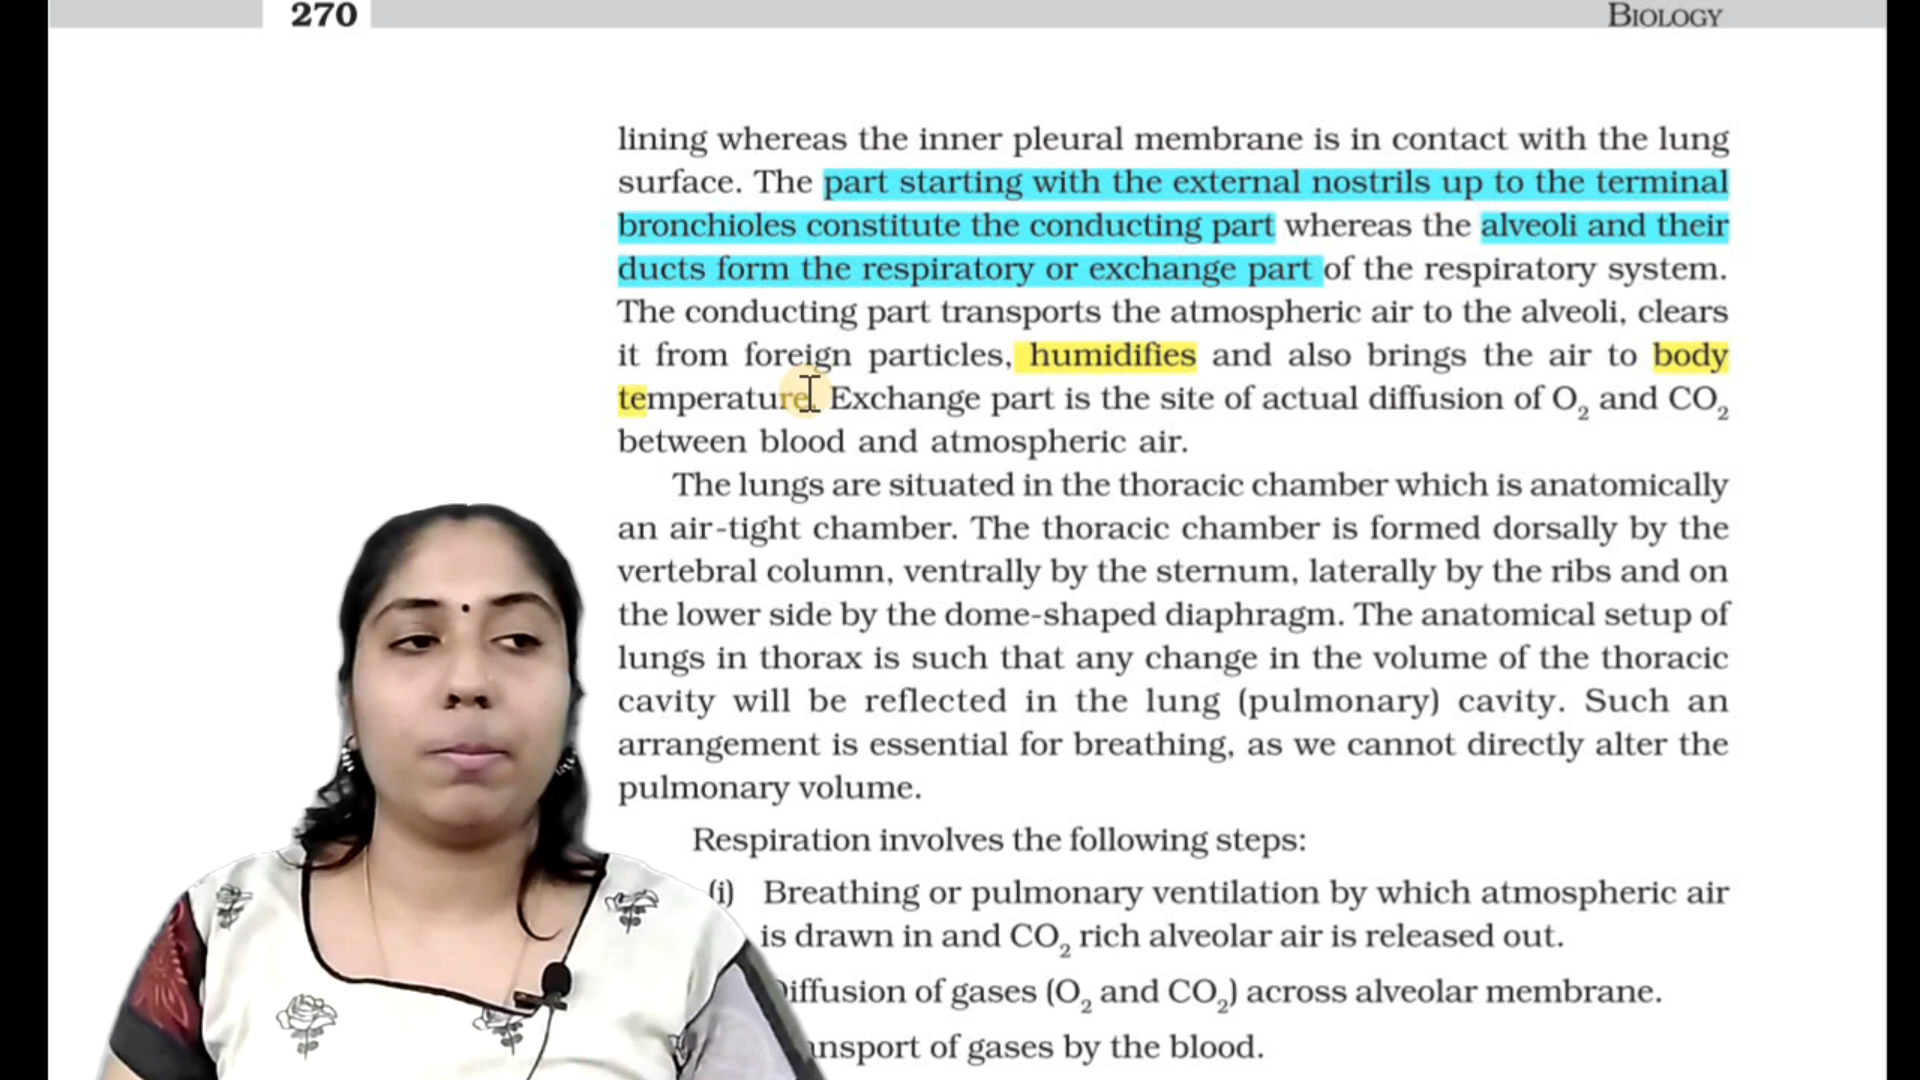 270
BIOLOGY
lining whereas the inner pleural membrane is in contact with the lung
surface. The part starting with the external nostrils up to the terminal
bronchioles constitute the conducting part whereas the alveoli and their
ducts form the respiratory or exchange part of the respiratory system.
The conducting part transports the atmospheric air to the alveoli, clears
it from foreign particles, humidifies and also brings the air to body
temperature. Exchange part is the site of actual diffusion of O₂ and CO₂
between blood and atmospheric air.
The lungs are situated in the thoracic chamber which is anatomically
an air-tight chamber. The thoracic chamber is formed dorsally by the
vertebral column, ventrally by the sternum, laterally by the ribs and on
the lower side by the dome-shaped diaphragm. The anatomical setup of
lungs in thorax is such that any change in the volume of the thoracic
cavity will be reflected in the lung (pulmonary) cavity. Such an
arrangement is essential for breathing, as we cannot directly alter the
pulmonary volume.
Respiration involves the following steps:
(i) Breathing or pulmonary ventilation by which atmospheric air
is drawn in and CO₂ rich alveolar air is released out.
of gases (O₂ and CO₂) across alveolar membrane.
of gases by the blood.